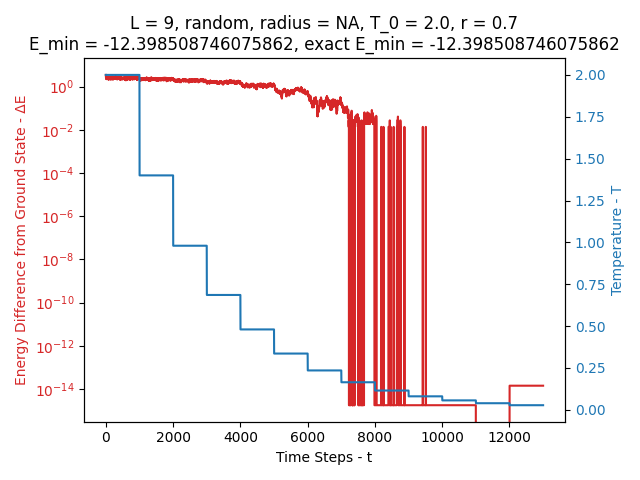 L = 9, random, radius = NA, T_0 = 2.0, r = 0.7
E_min = -12.398508746075862, exact E_min = -12.398508746075862
Energy Difference from Ground State - ΔE
10⁰
10⁻²
10⁻⁴
10⁻⁶
10⁻⁸
10⁻¹⁰
10⁻¹²
10⁻¹⁴
2.00
1.75
1.50
1.25
1.00
0.75
0.50
0.25
0.00
Temperature - T
0 2000 4000 6000 8000 10000 12000
Time Steps - t